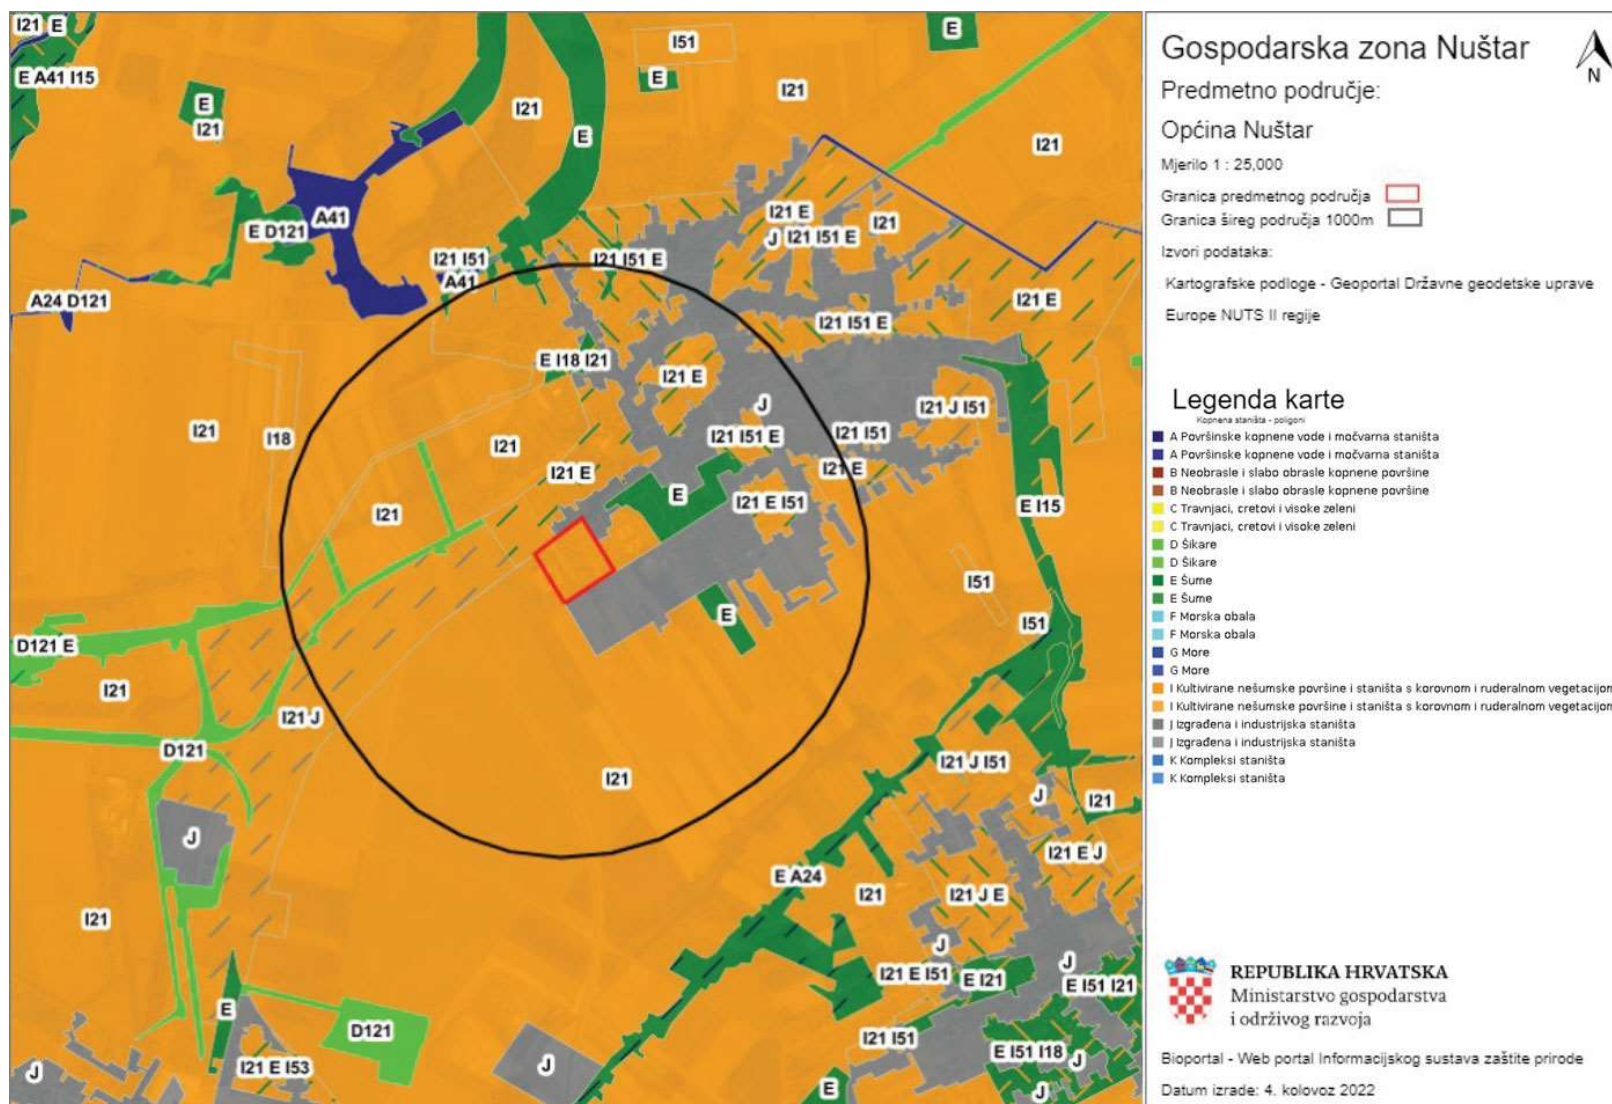 I21 E
E
I51
E A41 I15
E
I21
E
I21
I21
E
I21
E D121
A41
I21 E
I21
J
I21 I51 E
I21 I51
A41
I21 I51 E
A24 D121
I21 E
I21 I51 E
E I18 I21
I21 E
J
I21 J I51
I21
I18
I21
I21 I51 E
I21 I51
I21 E
I21 E
E
I21 E I51
I21
E I15
I51
E
I51
D121 E
I21
I21 J
D121
I21
I21 J I51
J
I21
J
I21 E J
E A24
I21
I21 J E
I21
J
J
I21 E I51
E I21
E I51 I21
E
D121
I21 I51
E I51 I18
J
J
I21 E I53
J
E
J
Gospodarska zona Nuštar
N
Predmetno područje:
Općina Nuštar
Mjerilo 1 : 25,000
Granica predmetnog područja
Granica šireg područja 1000m
Izvori podataka:
Kartografske podloge - Geoportal Državne geodetske uprave
Europe NUTS II regije
Legenda karte
Kopnena staništa - poligoni
A Površinske kopnene vode i močvarna staništa
A Površinske kopnene vode i močvarna staništa
B Neobrasle i slabo obrasle kopnene površine
B Neobrasle i slabo obrasle kopnene površine
C Travnjaci, cretovi i visoke zeleni
C Travnjaci, cretovi i visoke zeleni
D Šikare
D Šikare
E Šume
E Šume
F Morska obala
F Morska obala
G More
G More
I Kultivirane nešumske površine i staništa s korovnom i ruderalnom vegetacijom
I Kultivirane nešumske površine i staništa s korovnom i ruderalnom vegetacijom
J Izgrađena i industrijska staništa
J Izgrađena i industrijska staništa
K Kompleksi staništa
K Kompleksi staništa
REPUBLIKA HRVATSKA
Ministarstvo gospodarstva
i održivog razvoja
Bioportal - Web portal Informacijskog sustava zaštite prirode
Datum izrade: 4. kolovoz 2022